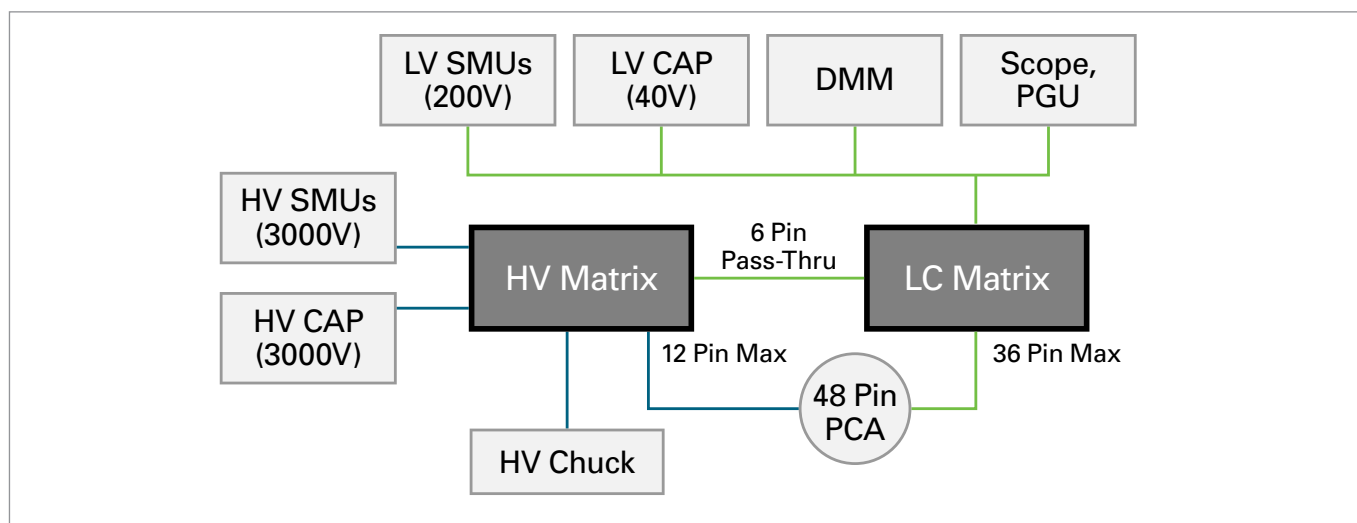 LV SMUs
(200V)
LV CAP
(40V)
DMM
Scope,
PGU
HV SMUs
(3000V)
HV CAP
(3000V)
HV Matrix
6 Pin
Pass-Thru
LC Matrix
12 Pin Max
36 Pin Max
48 Pin
PCA
HV Chuck